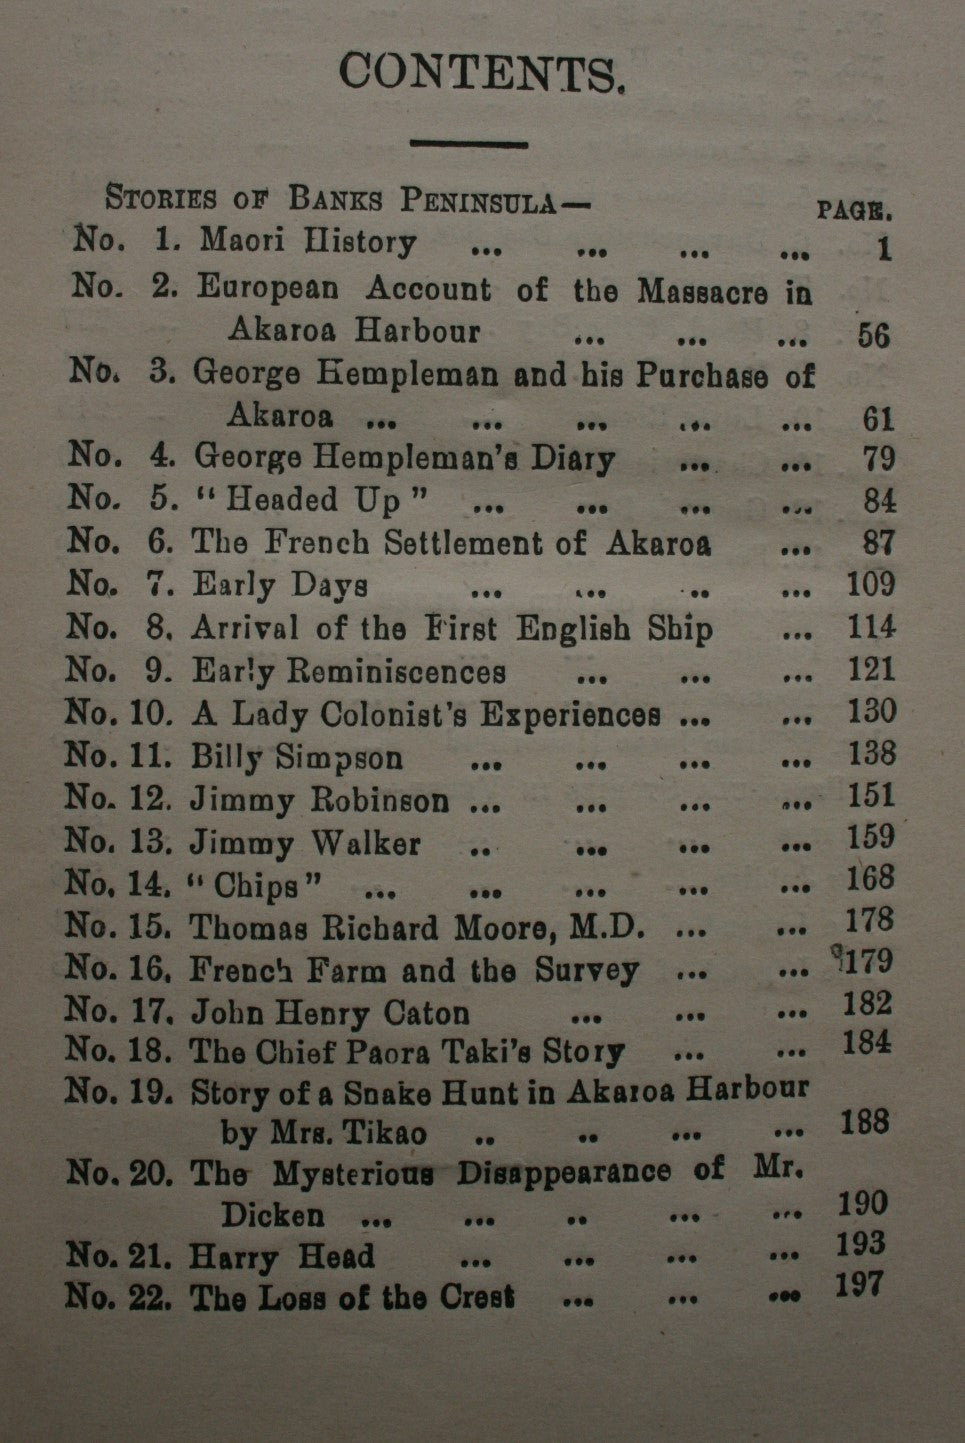 CONTENTS.
STORIES OF BANKS PENINSULA—
PAGE.
No. 1. Maori History ... ... ... ... 1
No. 2. European Account of the Massacre in
Akaroa Harbour ... ... ... 56
No. 3. George Hempleman and his Purchase of
Akaroa ... ... ... ... ... 61
No. 4. George Hempleman's Diary ... ... 79
No. 5. "Headed Up" ... ... ... ... 84
No. 6. The French Settlement of Akaroa ... 87
No. 7. Early Days ... ... .. ... 109
No. 8. Arrival of the First English Ship ... 114
No. 9. Early Reminiscences ... ... ... 121
No. 10. A Lady Colonist's Experiences ... ... 130
No. 11. Billy Simpson ... ... ... ... 138
No. 12. Jimmy Robinson ... ... ... ... 151
No. 13. Jimmy Walker .. ... ... ... 159
No. 14. "Chips" ... ... ... ... ... 168
No. 15. Thomas Richard Moore, M.D. ... ... 178
No. 16. French Farm and the Survey ... ... 179
No. 17. John Henry Caton ... ... ... 182
No. 18. The Chief Paora Taki's Story ... ... 184
No. 19. Story of a Snake Hunt in Akaroa Harbour
by Mrs. Tikao .. .. ... ... 188
No. 20. The Mysterious Disappearance of Mr.
Dicken ... ... .. ... ... 190
No. 21. Harry Head ... ... ... ... 193
No. 22. The Loss of the Crest ... ... ... 197